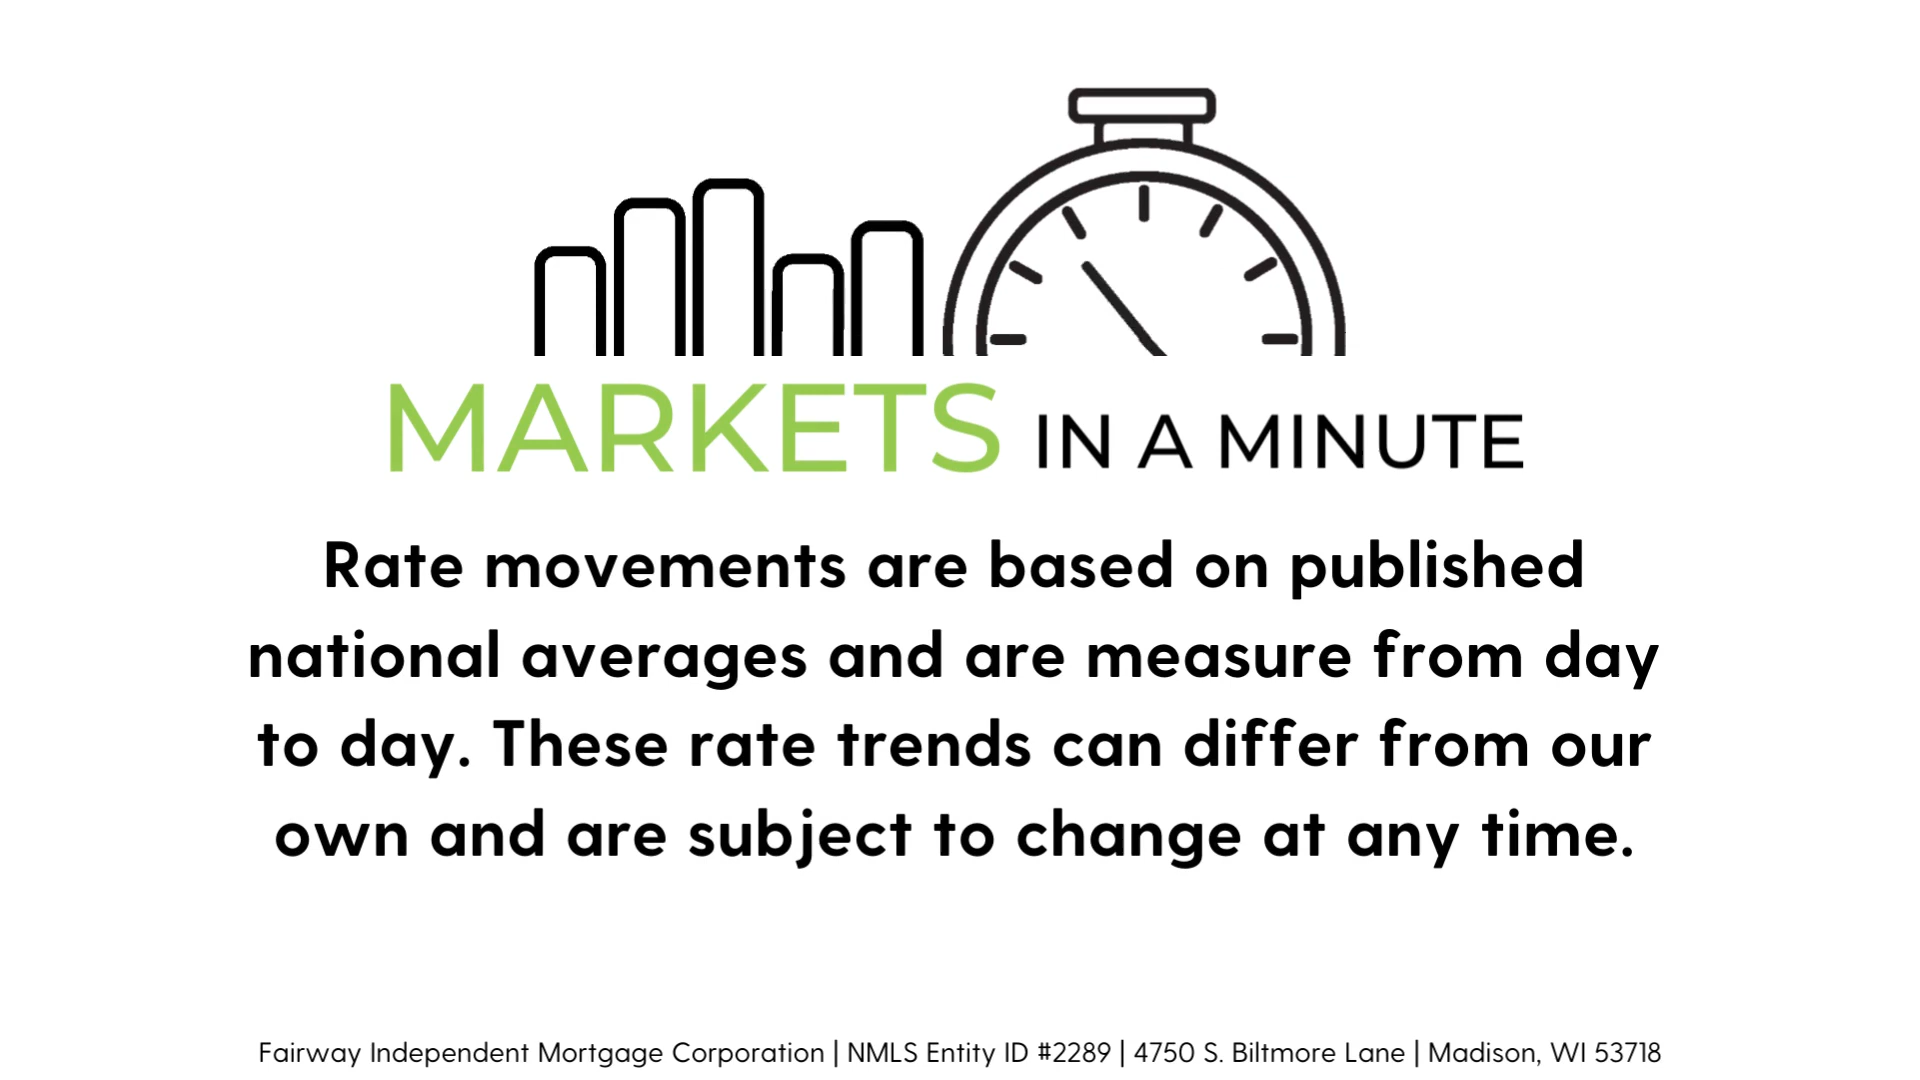 MARKETS IN A MINUTE
Rate movements are based on published
national averages and are measure from day
to day. These rate trends can differ from our
own and are subject to change at any time.
Fairway Independent Mortgage Corporation | NMLS Entity ID #2289 | 4750 S. Biltmore Lane | Madison, WI 53718